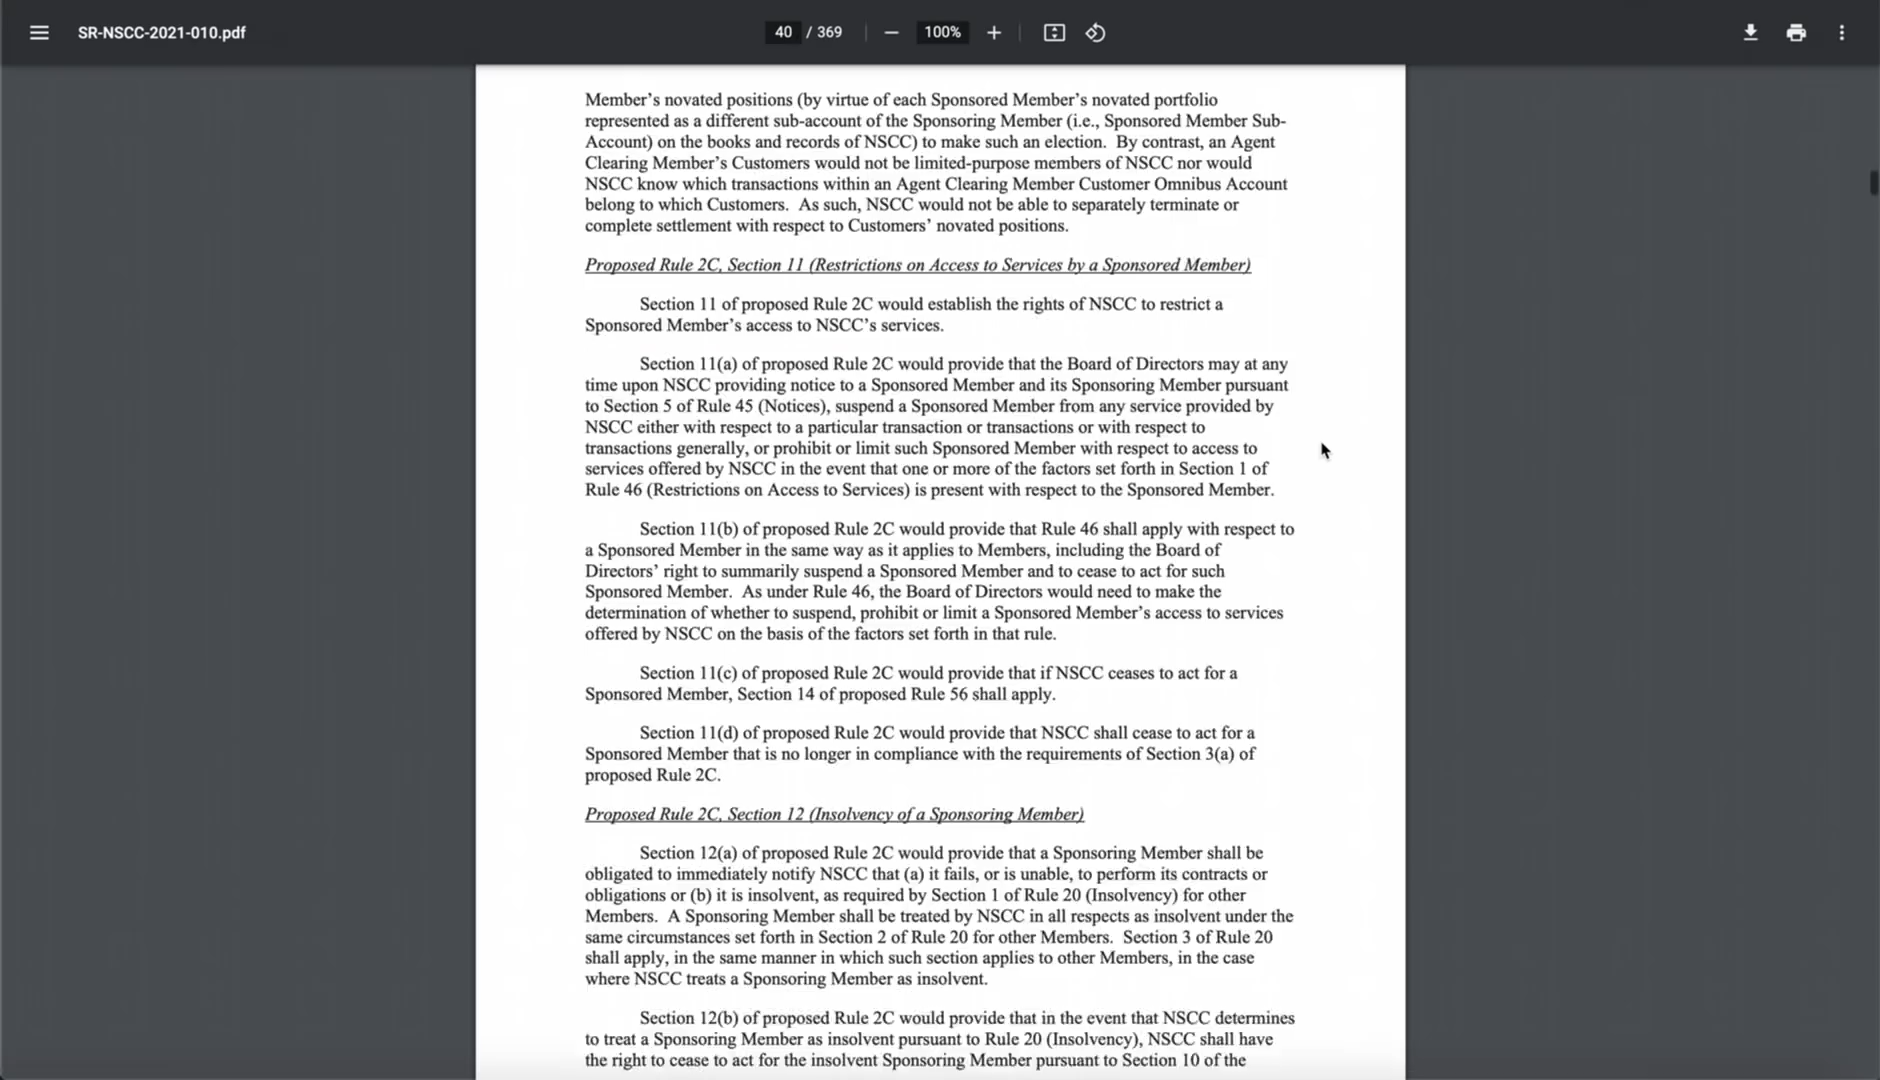 SR-NSCC-2021-010.pdf
40 / 369
100%
Member’s novated positions (by virtue of each Sponsored Member’s novated portfolio
represented as a different sub-account of the Sponsoring Member (i.e., Sponsored Member Sub-
Account) on the books and records of NSCC) to make such an election.  By contrast, an Agent
Clearing Member’s Customers would not be limited-purpose members of NSCC nor would
NSCC know which transactions within an Agent Clearing Member Customer Omnibus Account
belong to which Customers.  As such, NSCC would not be able to separately terminate or
complete settlement with respect to Customers’ novated positions.
Proposed Rule 2C, Section 11 (Restrictions on Access to Services by a Sponsored Member)
Section 11 of proposed Rule 2C would establish the rights of NSCC to restrict a
Sponsored Member’s access to NSCC’s services.
Section 11(a) of proposed Rule 2C would provide that the Board of Directors may at any
time upon NSCC providing notice to a Sponsored Member and its Sponsoring Member pursuant
to Section 5 of Rule 45 (Notices), suspend a Sponsored Member from any service provided by
NSCC either with respect to a particular transaction or transactions or with respect to
transactions generally, or prohibit or limit such Sponsored Member with respect to access to
services offered by NSCC in the event that one or more of the factors set forth in Section 1 of
Rule 46 (Restrictions on Access to Services) is present with respect to the Sponsored Member.
Section 11(b) of proposed Rule 2C would provide that Rule 46 shall apply with respect to
a Sponsored Member in the same way as it applies to Members, including the Board of
Directors’ right to summarily suspend a Sponsored Member and to cease to act for such
Sponsored Member.  As under Rule 46, the Board of Directors would need to make the
determination of whether to suspend, prohibit or limit a Sponsored Member’s access to services
offered by NSCC on the basis of the factors set forth in that rule.
Section 11(c) of proposed Rule 2C would provide that if NSCC ceases to act for a
Sponsored Member, Section 14 of proposed Rule 56 shall apply.
Section 11(d) of proposed Rule 2C would provide that NSCC shall cease to act for a
Sponsored Member that is no longer in compliance with the requirements of Section 3(a) of
proposed Rule 2C.
Proposed Rule 2C, Section 12 (Insolvency of a Sponsoring Member)
Section 12(a) of proposed Rule 2C would provide that a Sponsoring Member shall be
obligated to immediately notify NSCC that (a) it fails, or is unable, to perform its contracts or
obligations or (b) it is insolvent, as required by Section 1 of Rule 20 (Insolvency) for other
Members.  A Sponsoring Member shall be treated by NSCC in all respects as insolvent under the
same circumstances set forth in Section 2 of Rule 20 for other Members.  Section 3 of Rule 20
shall apply, in the same manner in which such section applies to other Members, in the case
where NSCC treats a Sponsoring Member as insolvent.
Section 12(b) of proposed Rule 2C would provide that in the event that NSCC determines
to treat a Sponsoring Member as insolvent pursuant to Rule 20 (Insolvency), NSCC shall have
the right to cease to act for the insolvent Sponsoring Member pursuant to Section 10 of the